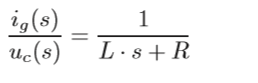 i_g(s) / u_c(s) = 1 / (L · s + R)